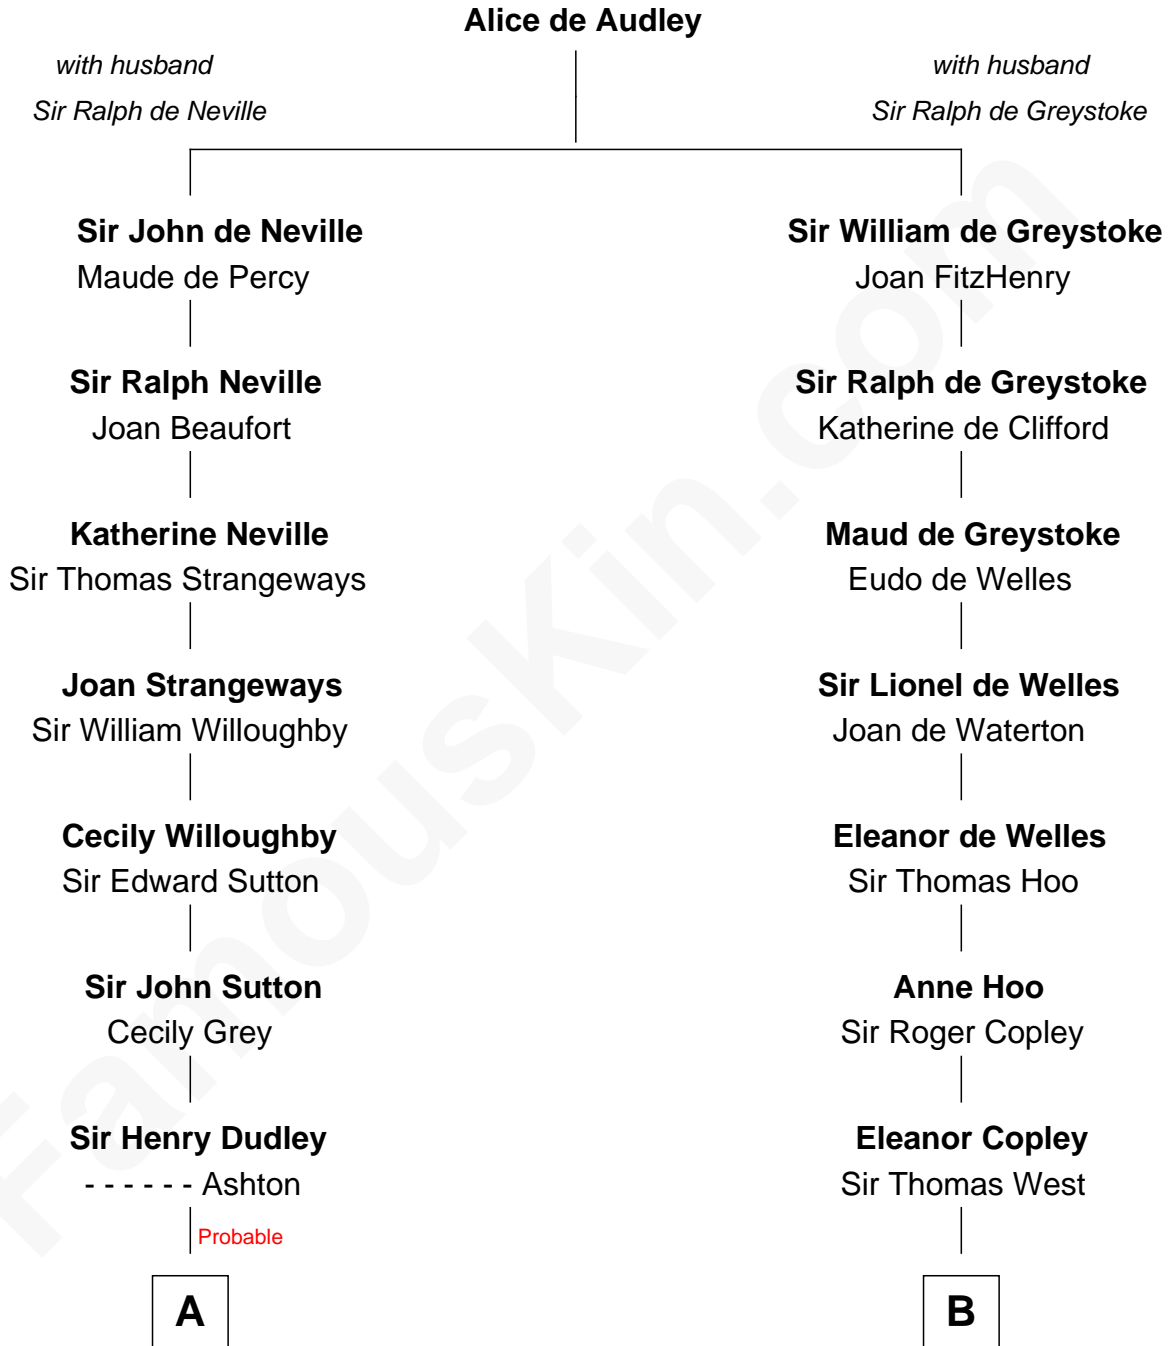 Alice de Audley
with husband
Sir Ralph de Neville
with husband
Sir Ralph de Greystoke
Sir John de Neville
Maude de Percy
Sir William de Greystoke
Joan FitzHenry
Sir Ralph Neville
Joan Beaufort
Sir Ralph de Greystoke
Katherine de Clifford
Katherine Neville
Sir Thomas Strangeways
Maud de Greystoke
Eudo de Welles
Joan Strangeways
Sir William Willoughby
Sir Lionel de Welles
Joan de Waterton
Cecily Willoughby
Sir Edward Sutton
Eleanor de Welles
Sir Thomas Hoo
Sir John Sutton
Cecily Grey
Anne Hoo
Sir Roger Copley
Sir Henry Dudley
- - - - - - Ashton
Eleanor Copley
Sir Thomas West
Probable
A
B
FamousKin.com